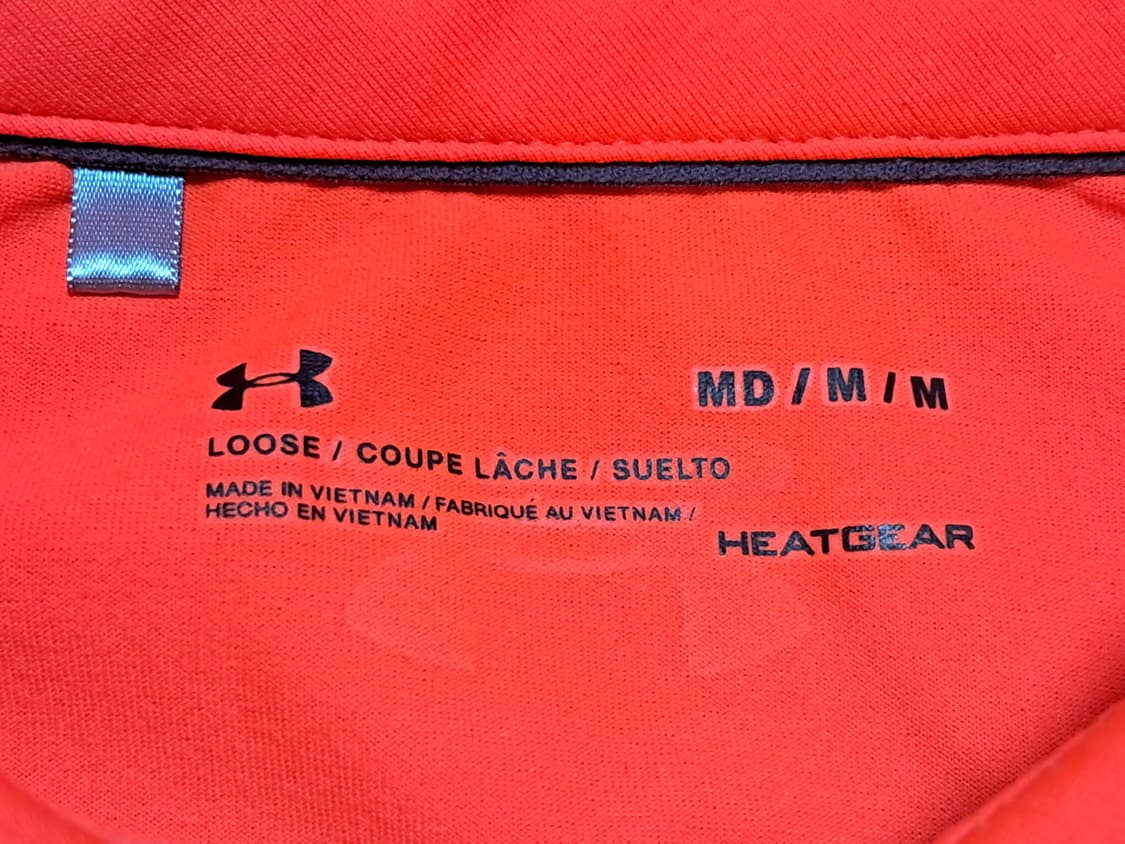 MD / M / M
LOOSE / COUPE LÂCHE / SUELTO
MADE IN VIETNAM / FABRIQUÉ AU VIETNAM /
HECHO EN VIETNAM
HEATGEAR